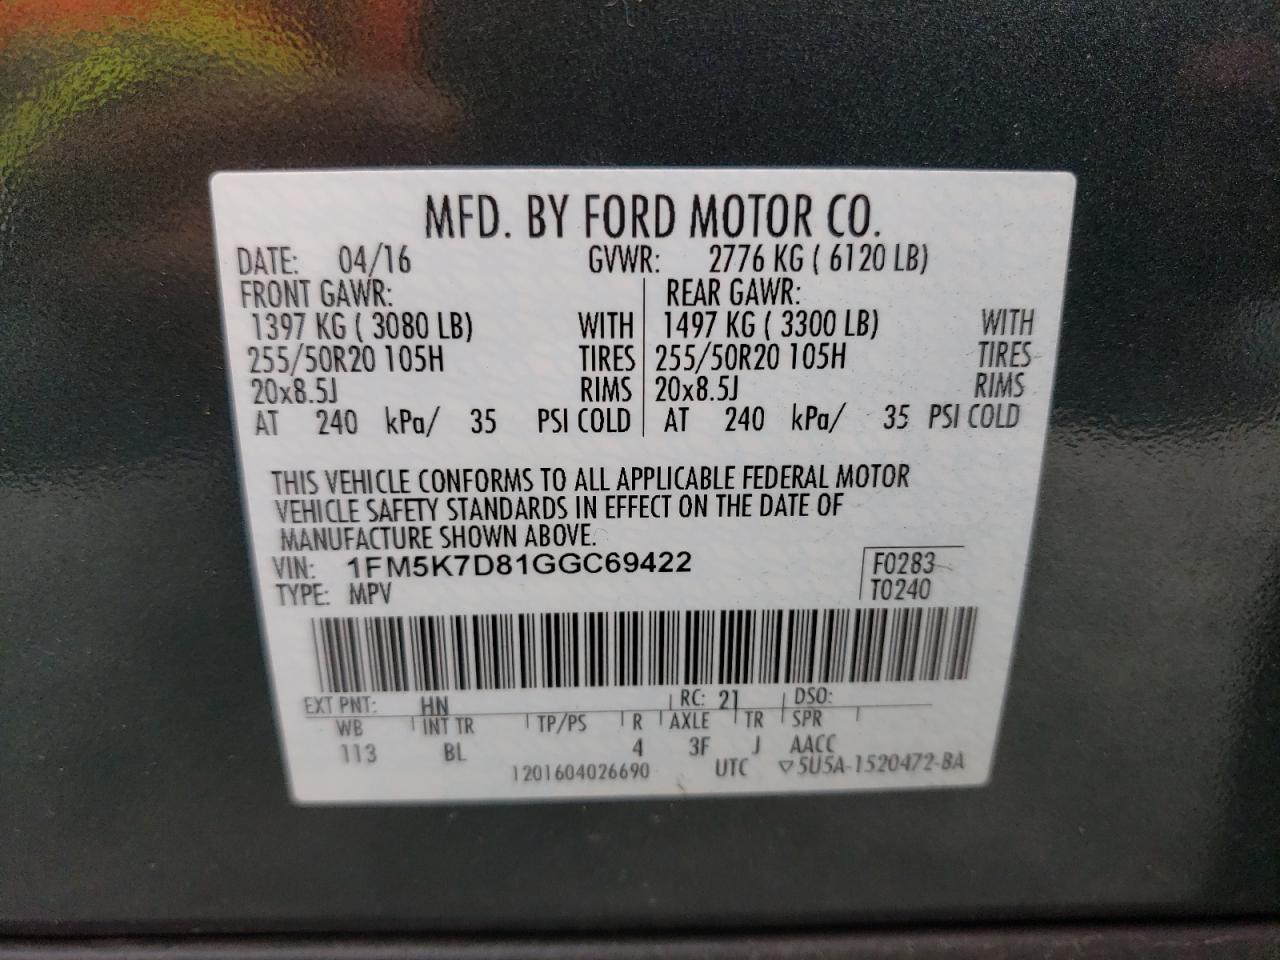 MFD. BY FORD MOTOR CO.
DATE: 04/16 GVWR: 2776 KG ( 6120 LB)
FRONT GAWR: REAR GAWR:
1397 KG ( 3080 LB) WITH 1497 KG ( 3300 LB) WITH
255/50R20 105H TIRES 255/50R20 105H TIRES
20x8.5J RIMS 20x8.5J RIMS
AT 240 kPa/ 35 PSI COLD AT 240 kPa/ 35 PSI COLD
THIS VEHICLE CONFORMS TO ALL APPLICABLE FEDERAL MOTOR
VEHICLE SAFETY STANDARDS IN EFFECT ON THE DATE OF
MANUFACTURE SHOWN ABOVE.
VIN: 1FM5K7D81GGC69422 F0283
TYPE: MPV T0240
EXT PNT: HN RC: 21 DSO:
WB INT TR TP/PS R AXLE TR SPR
113 BL 4 3F J AACC
1201604026690 UTC ▽5U5A-1520472-BA